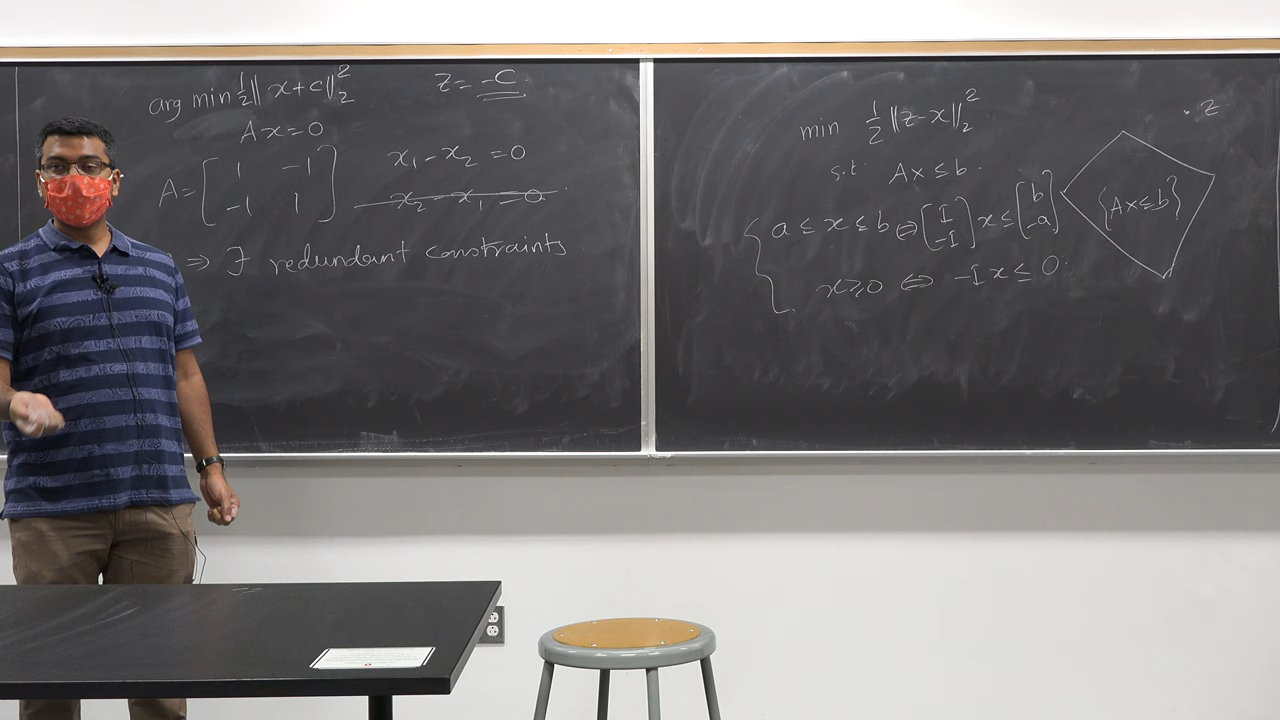 arg min ½‖ x + c‖₂²
z = -c
Ax = 0
A = [ 1 -1 ; -1 1 ]
x₁ - x₂ = 0
x₂ - x₁ = 0
⇒ ∃ redundant constraints
min ½ ‖z-x‖₂²
s.t. Ax ≤ b.
a ≤ x ≤ b ⇔ [ I ; -I ] x ≤ [ b ; -a ]
x ≥ 0 ⇔ -I x ≤ 0.
. z
{Ax ≤ b}